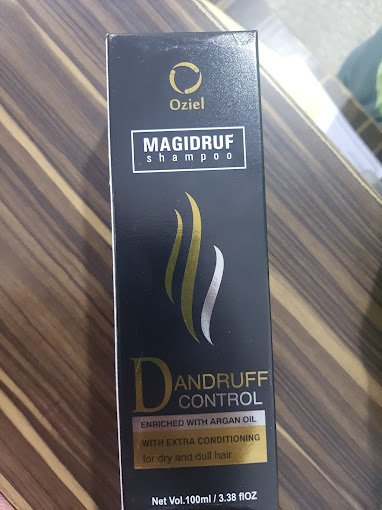 Oziel
MAGIDRUF
shampoo
DANDRUFF
CONTROL
ENRICHED WITH ARGAN OIL
WITH EXTRA CONDITIONING
for dry and dull hair
Net Vol.100ml / 3.38 flOZ